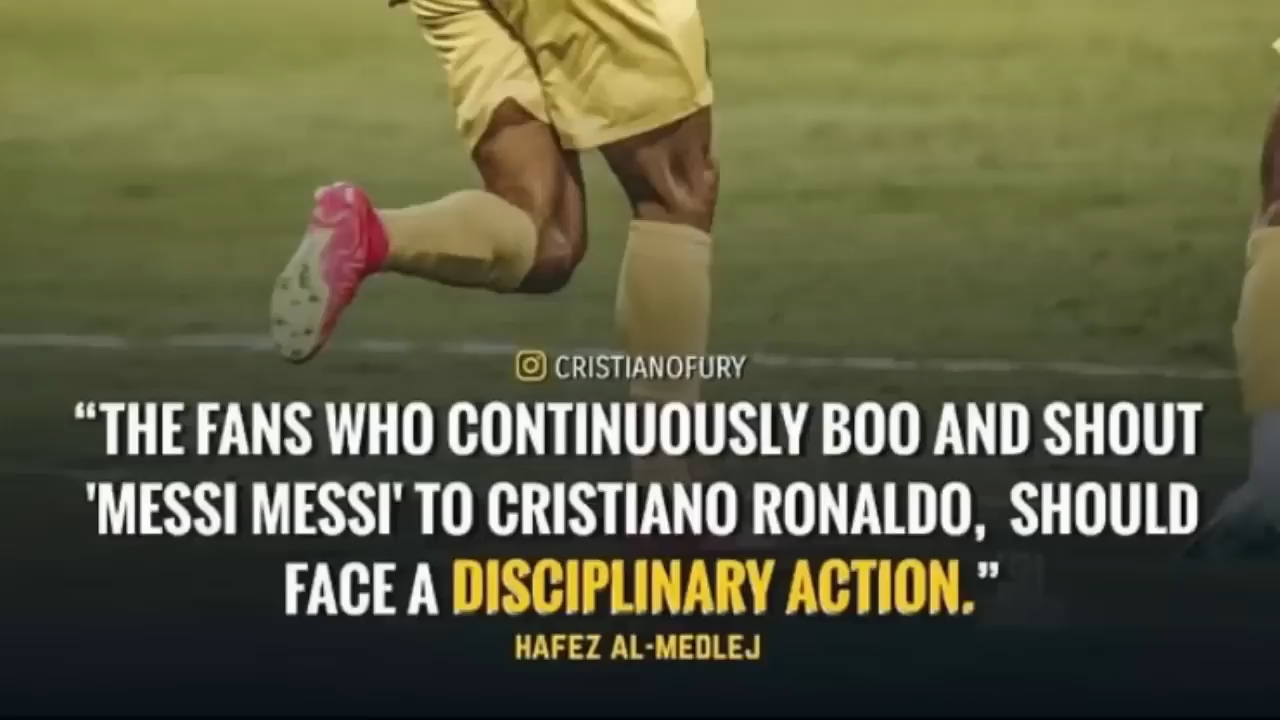 CRISTIANOFURY
“THE FANS WHO CONTINUOUSLY BOO AND SHOUT
'MESSI MESSI' TO CRISTIANO RONALDO, SHOULD
FACE A DISCIPLINARY ACTION.”
HAFEZ AL-MEDLEJ